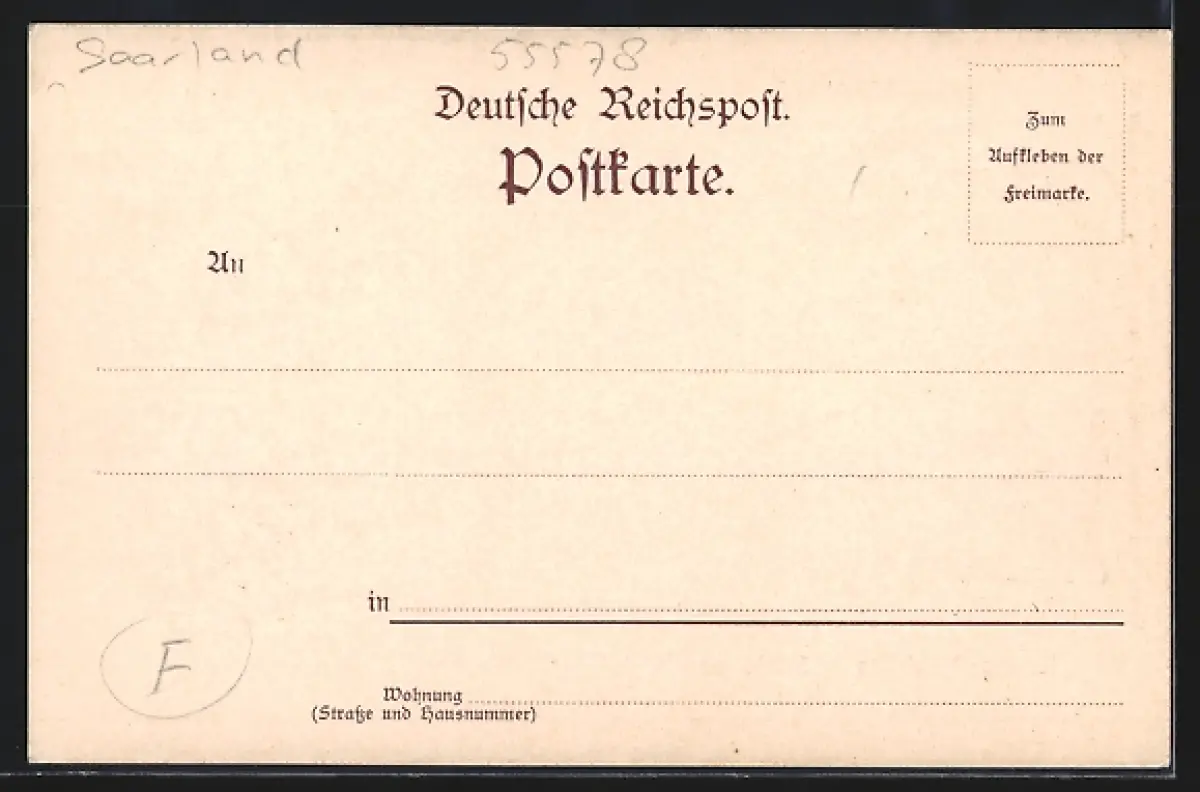 Saarland 55578
Deutsche Reichspost.
Postkarte.
Zum
Aufkleben der
Freimarke.
An
in
F
Wohnung
(Straße und Hausnummer)